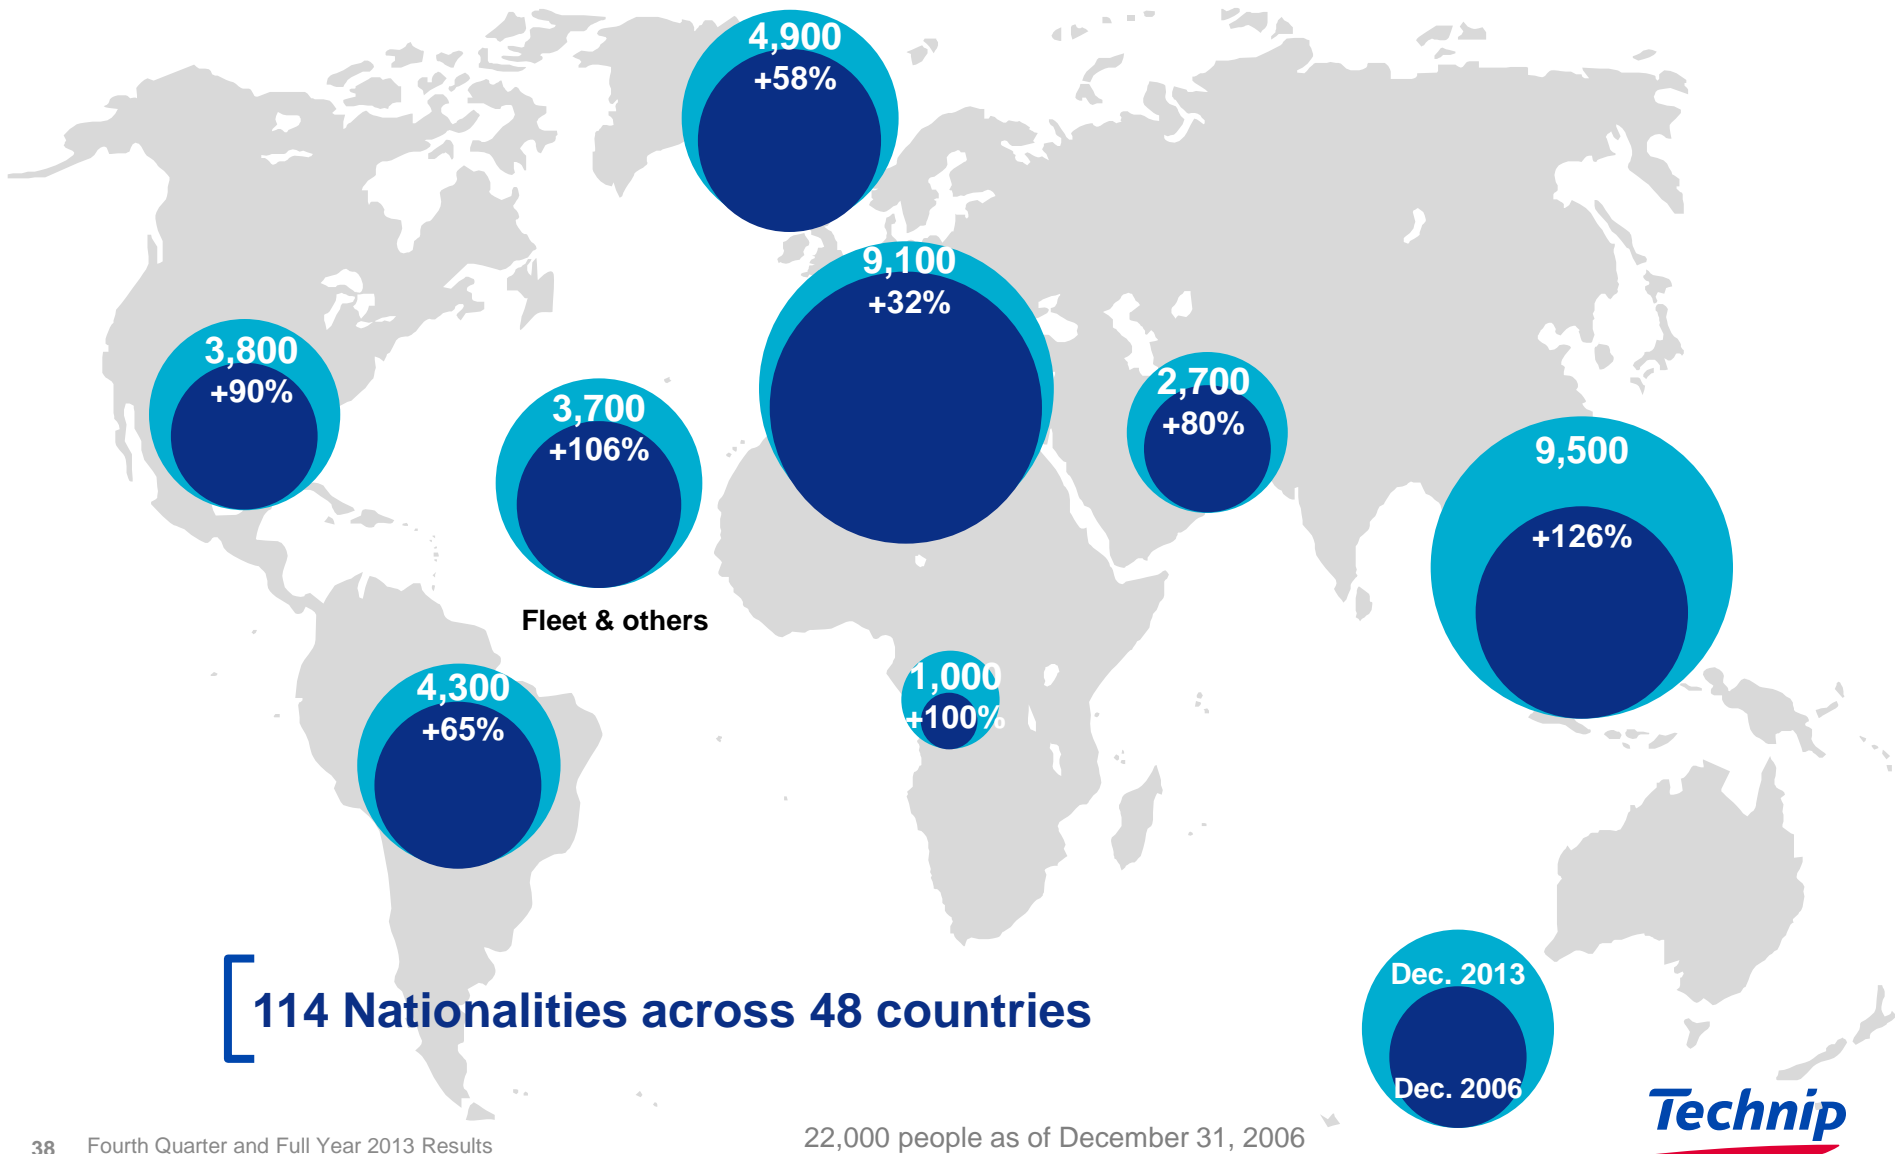 4,900
+58%
9,100
+32%
3,800
+90%
3,700
+106%
Fleet & others
2,700
+80%
9,500
+126%
4,300
+65%
1,000
+100%
Dec. 2013
Dec. 2006
114 Nationalities across 48 countries
22,000 people as of December 31, 2006
38 Fourth Quarter and Full Year 2013 Results
Technip